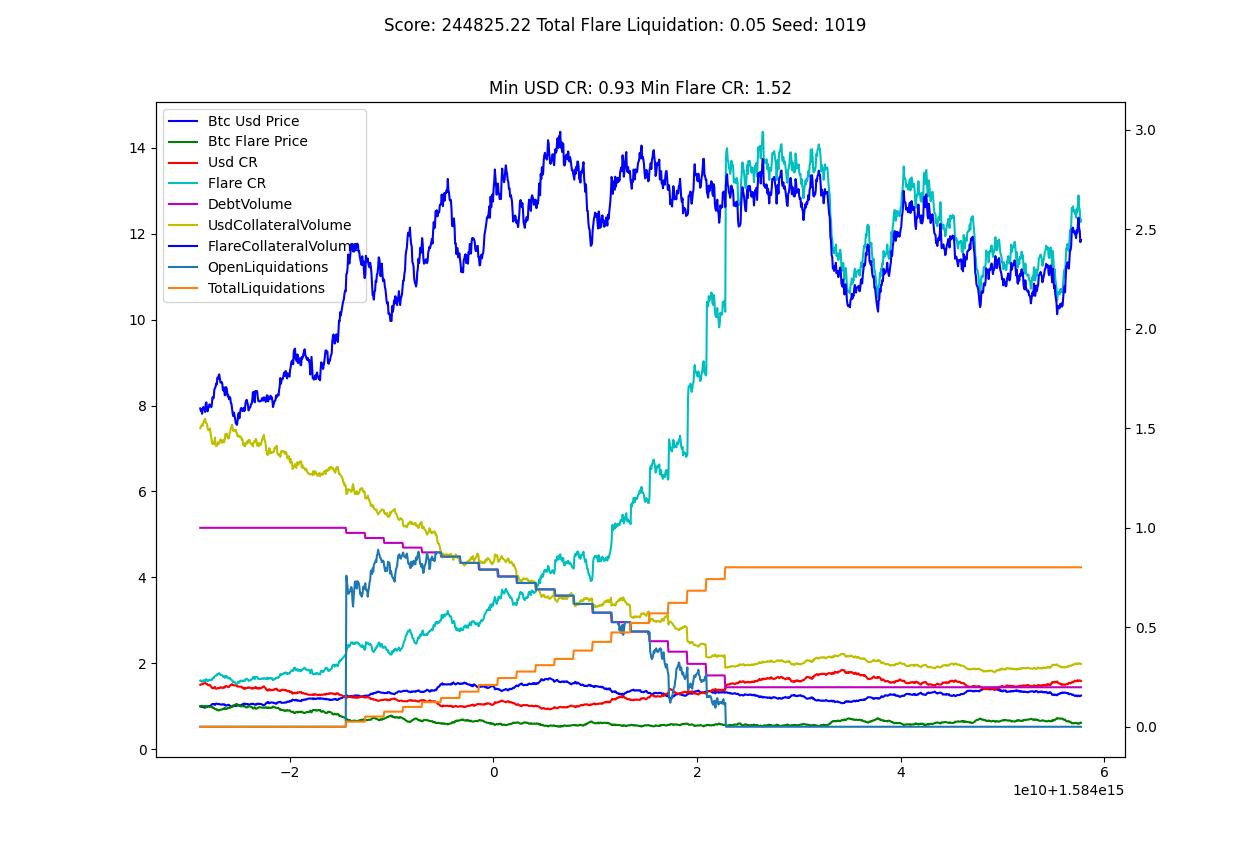 Score: 244825.22 Total Flare Liquidation: 0.05 Seed: 1019
Min USD CR: 0.93 Min Flare CR: 1.52
Btc Usd Price
Btc Flare Price
Usd CR
Flare CR
DebtVolume
UsdCollateralVolume
FlareCollateralVolume
OpenLiquidations
TotalLiquidations
14
12
10
8
6
4
2
0
3.0
2.5
2.0
1.5
1.0
0.5
0.0
−2 0 2 4 6
1e10+1.584e15